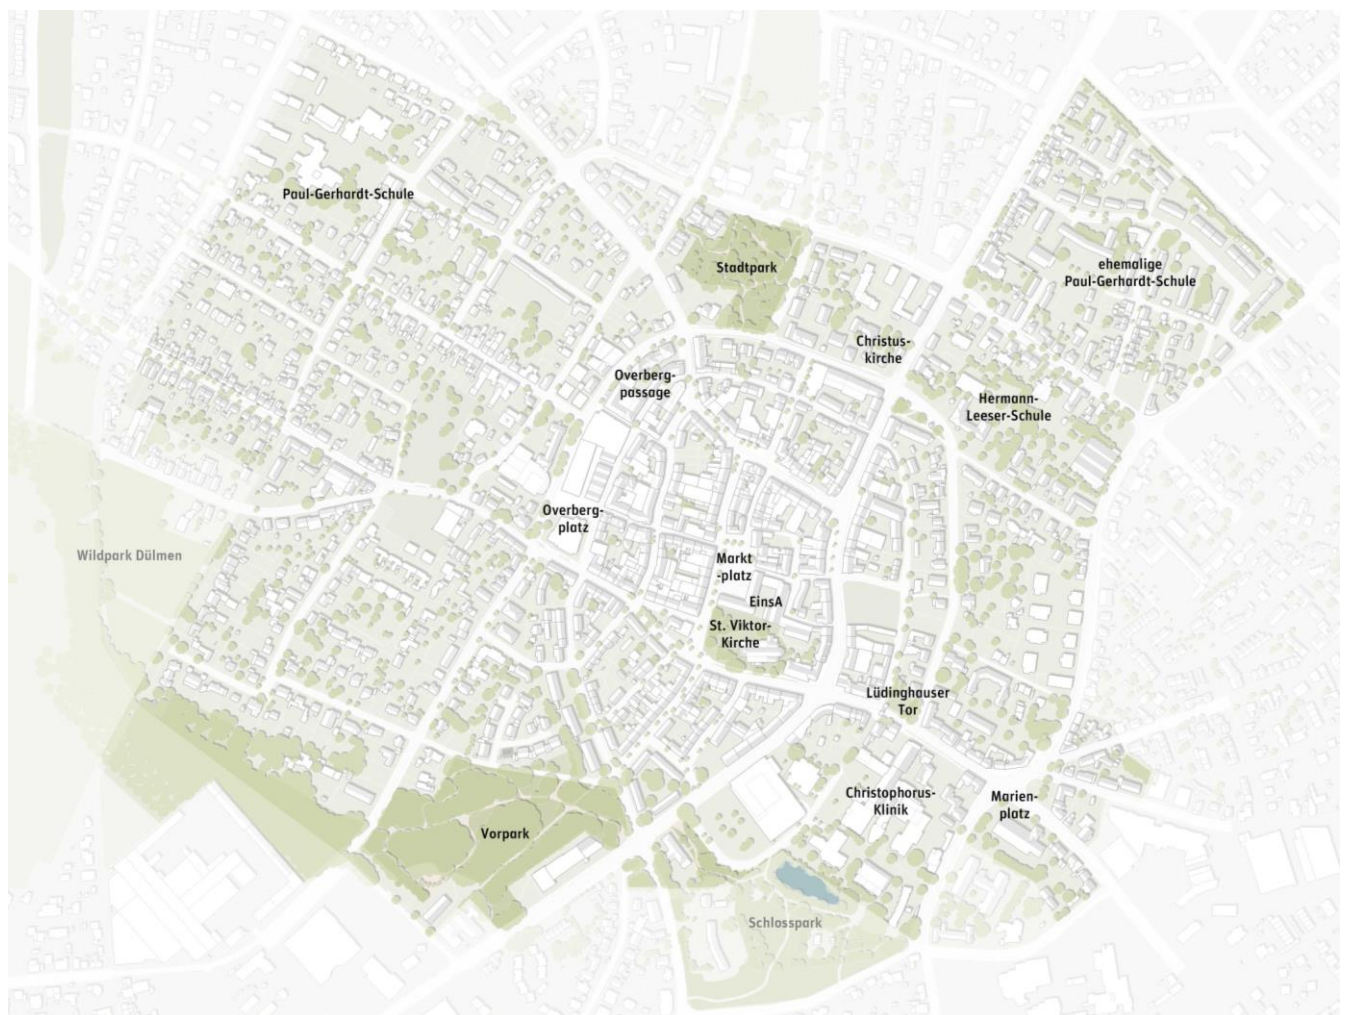 Paul-Gerhardt-Schule
Stadtpark
ehemalige
Paul-Gerhardt-Schule
Christus-
kirche
Overberg-
passage
Hermann-
Leeser-Schule
Overberg-
platz
Wildpark Dülmen
Markt
-platz
EinsA
St. Viktor-
Kirche
Lüdinghauser
Tor
Christophorus-
Klinik
Marien-
platz
Vorpark
Schlosspark